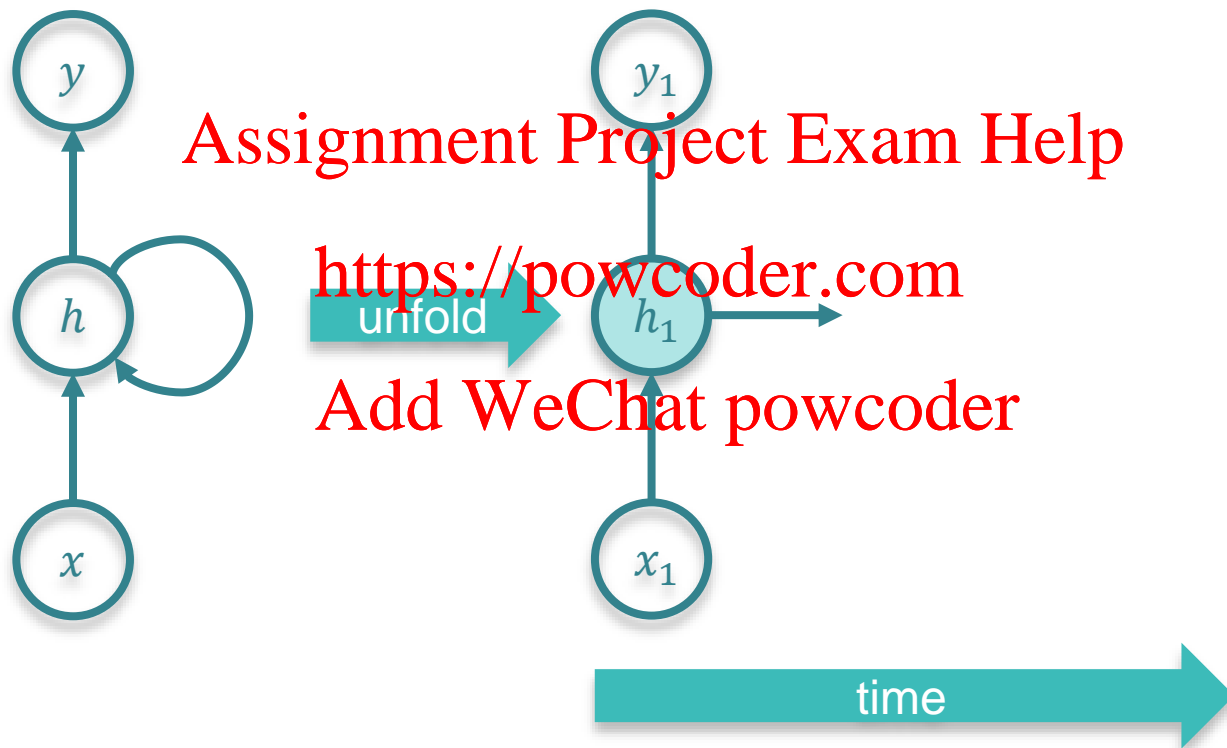 y
y₁
Assignment Project Exam Help
https://powcoder.com
h
unfold
h₁
Add WeChat powcoder
x
x₁
time